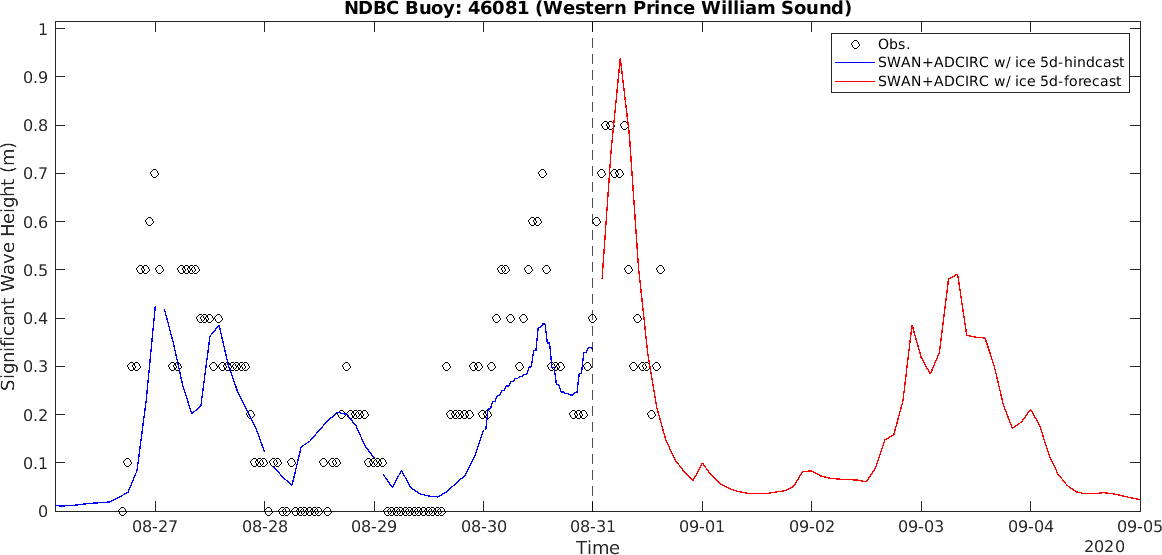 NDBC Buoy: 46081 (Western Prince William Sound)
Obs.
SWAN+ADCIRC w/ ice 5d-hindcast
SWAN+ADCIRC w/ ice 5d-forecast
Significant Wave Height (m)
1
0.9
0.8
0.7
0.6
0.5
0.4
0.3
0.2
0.1
0
08-27 08-28 08-29 08-30 08-31 09-01 09-02 09-03 09-04 09-05
Time
2020